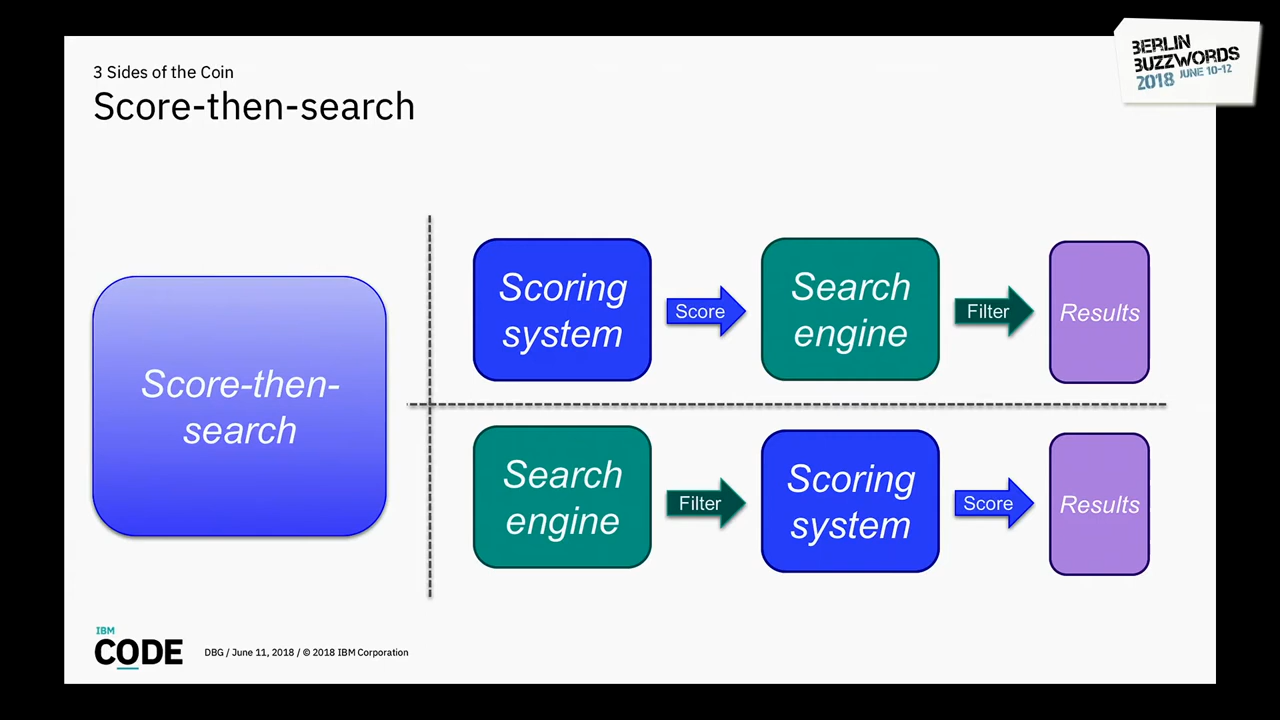 3 Sides of the Coin
Score-then-search
BERLIN
BUZZWORDS
2018 JUNE 10-12
Score-then-
search
Scoring
system
Score
Search
engine
Filter
Results
Search
engine
Filter
Scoring
system
Score
Results
IBM
CODE
DBG / June 11, 2018 / © 2018 IBM Corporation